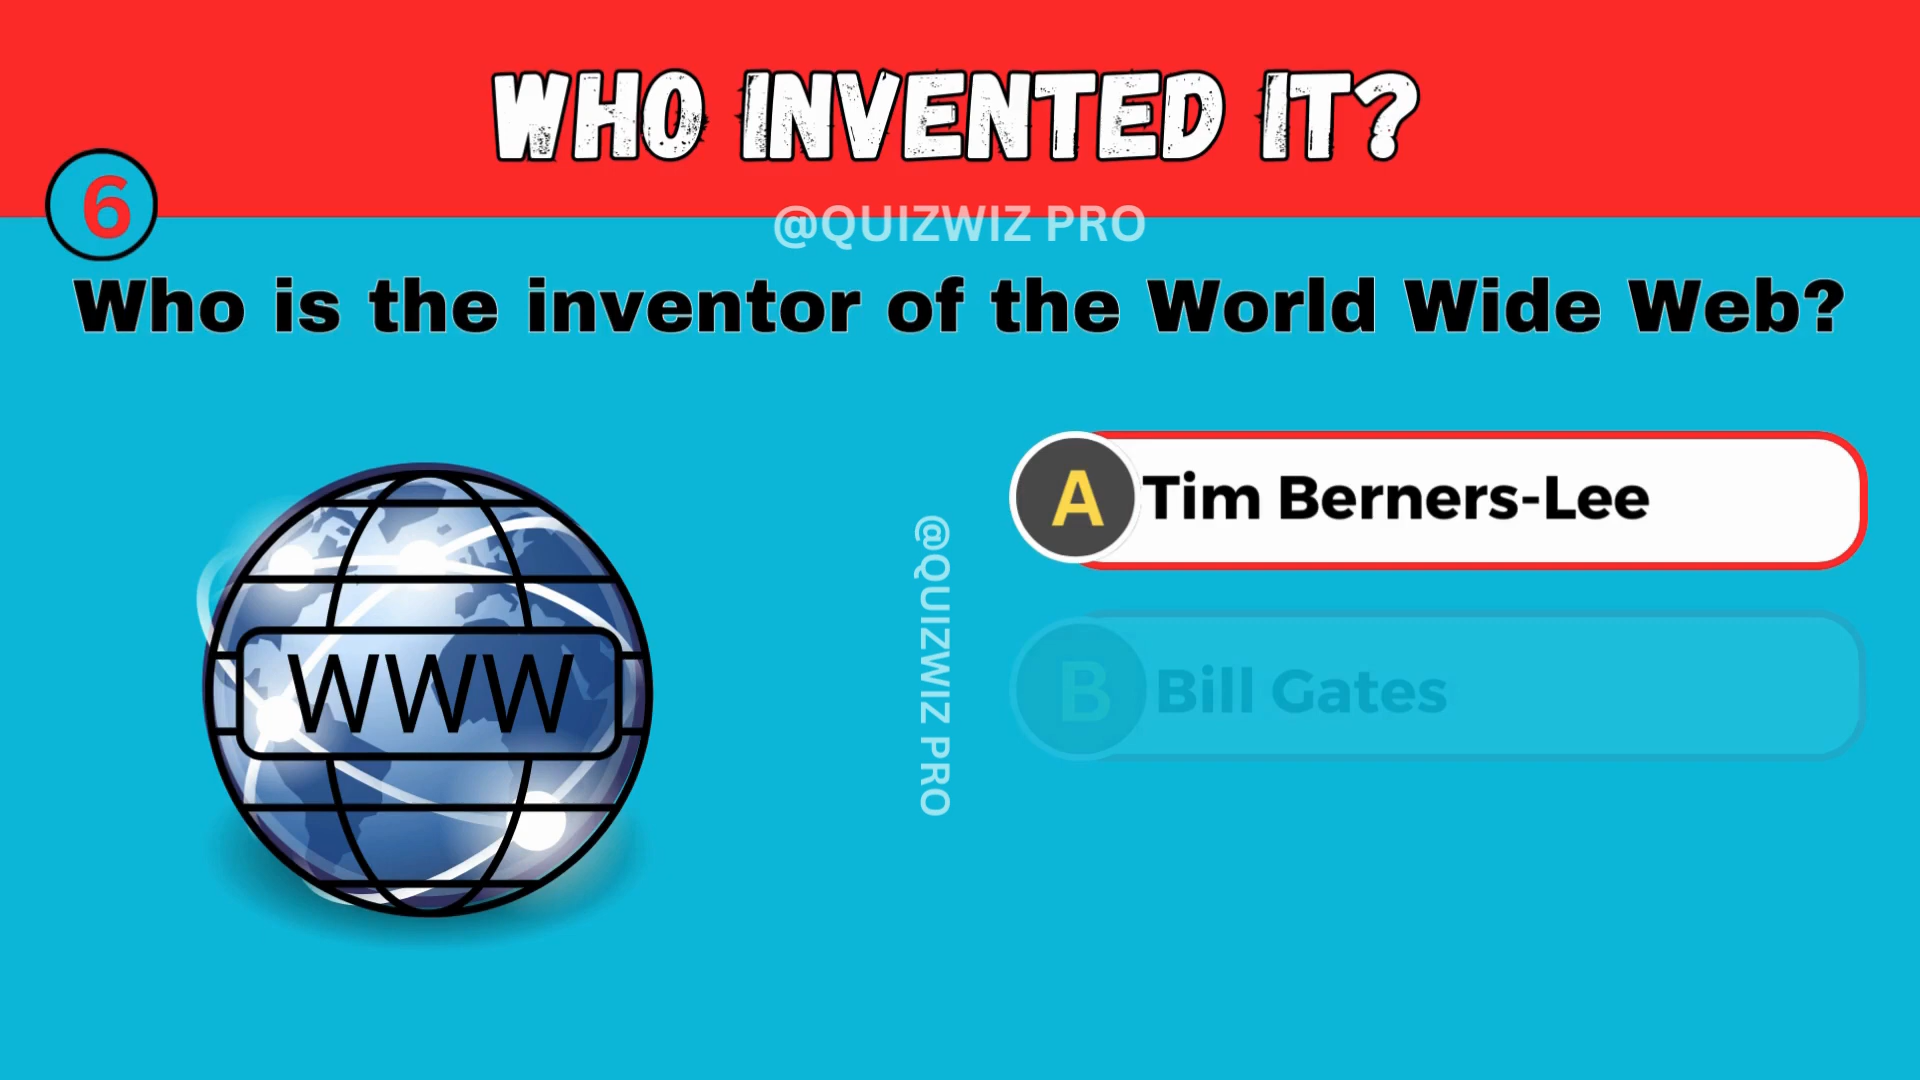 WHO INVENTED IT?
6
@QUIZWIZ PRO
Who is the inventor of the World Wide Web?
A Tim Berners-Lee
WWW
@QUIZWIZ PRO
B Bill Gates